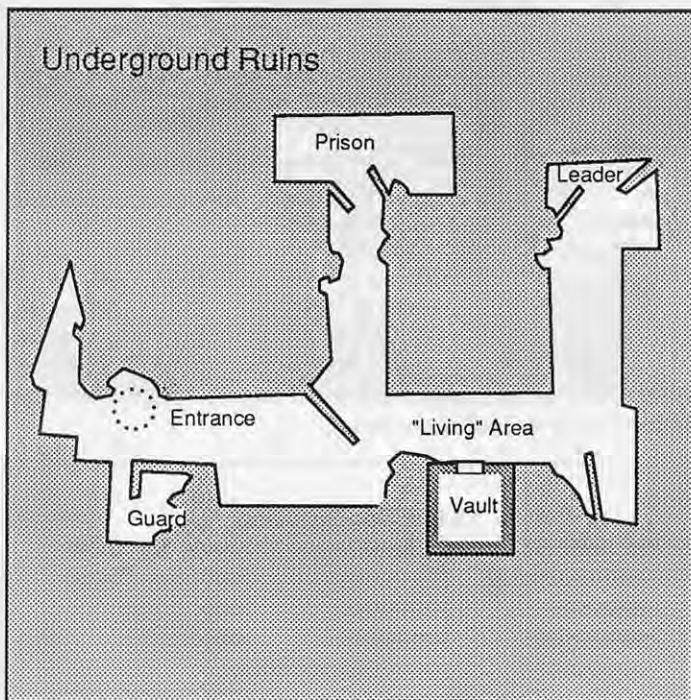 Underground Ruins
Prison
Leader
Entrance
"Living" Area
Guard
Vault